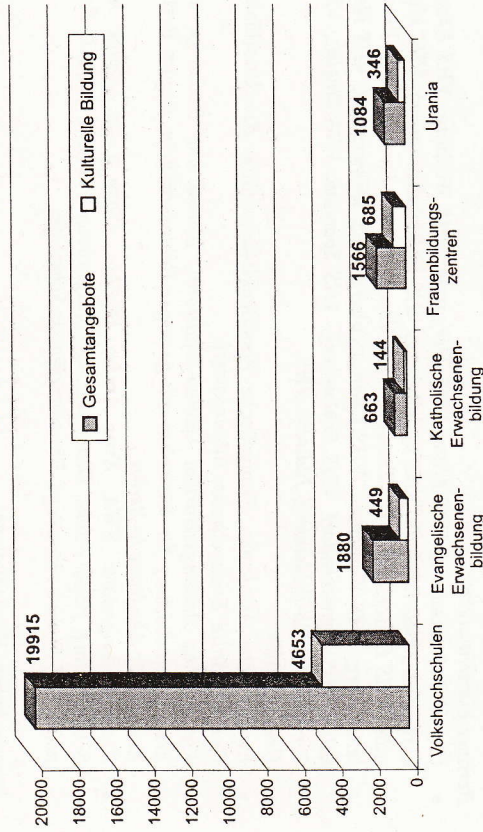 Gesamtangebote
Kulturelle Bildung
20000
18000
16000
14000
12000
10000
8000
6000
4000
2000
0
19915
4653
1880
449
663
144
1566
685
1084
346
Volkshochschulen
Evangelische
Erwachsenen-
bildung
Katholische
Erwachsenen-
bildung
Frauenbildungs-
zentren
Urania